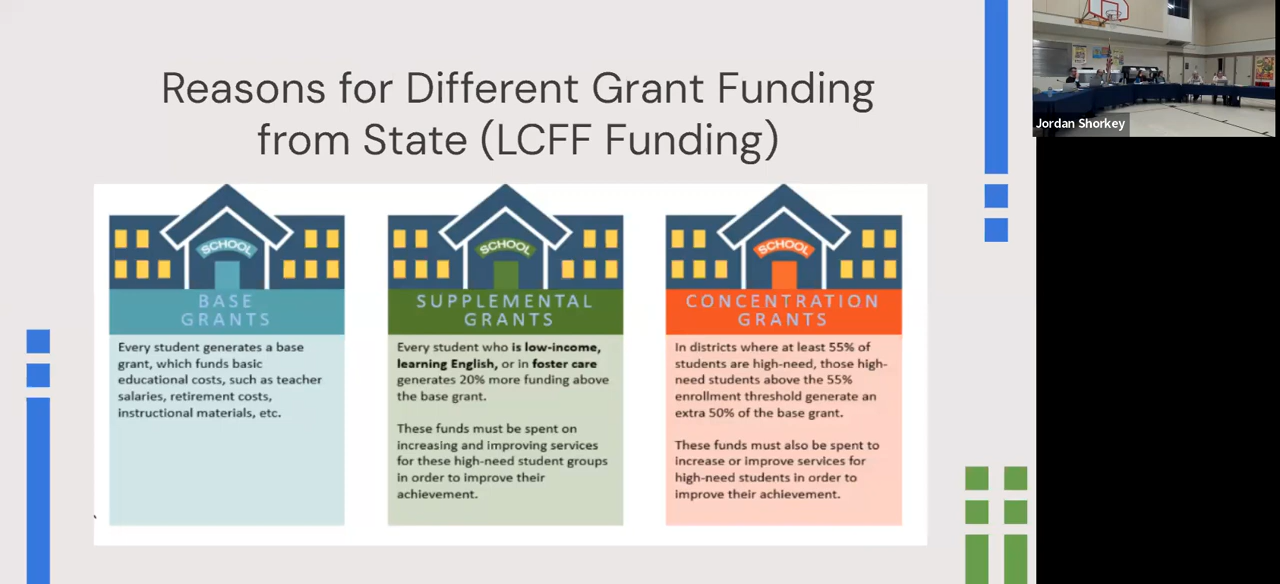 Reasons for Different Grant Funding
from State (LCFF Funding)
Jordan Shorkey
SCHOOL
BASE
GRANTS
Every student generates a base
grant, which funds basic
educational costs, such as teacher
salaries, retirement costs,
instructional materials, etc.
SCHOOL
SUPPLEMENTAL
GRANTS
Every student who is low-income,
learning English, or in foster care
generates 20% more funding above
the base grant.
These funds must be spent on
increasing and improving services
for these high-need student groups
in order to improve their
achievement.
SCHOOL
CONCENTRATION
GRANTS
In districts where at least 55% of
students are high-need, those high-
need students above the 55%
enrollment threshold generate an
extra 50% of the base grant.
These funds must also be spent to
increase or improve services for
high-need students in order to
improve their achievement.